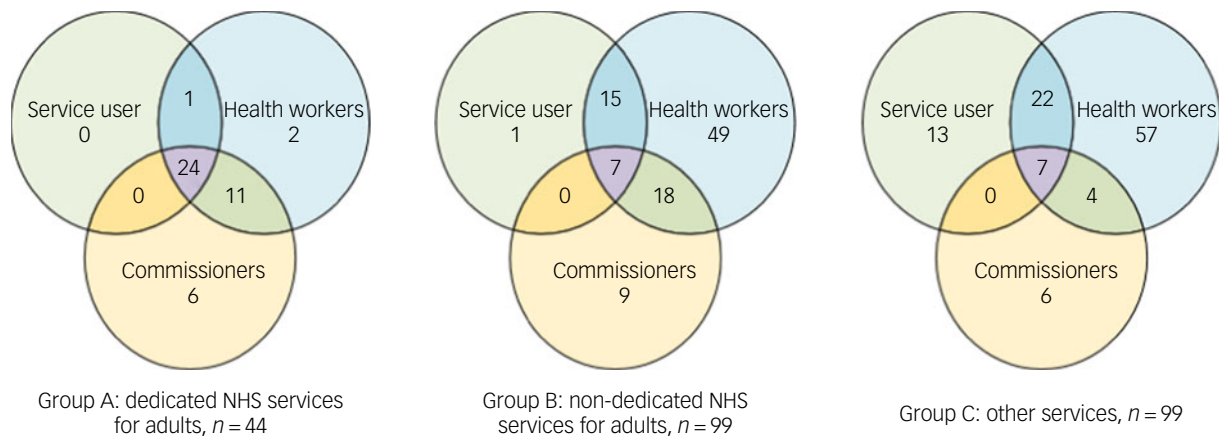 1
Service user
0
Health workers
2
24
0
11
Commissioners
6
Group A: dedicated NHS services
for adults, n = 44
15
Service user
1
Health workers
49
7
0
18
Commissioners
9
Group B: non-dedicated NHS
services for adults, n = 99
22
Service user
13
Health workers
57
7
0
4
Commissioners
6
Group C: other services, n = 99